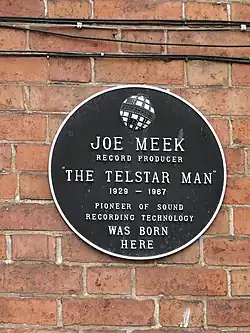 JOE MEEK
RECORD PRODUCER
"THE TELSTAR MAN"
1929 - 1967
PIONEER OF SOUND
RECORDING TECHNOLOGY
WAS BORN
HERE